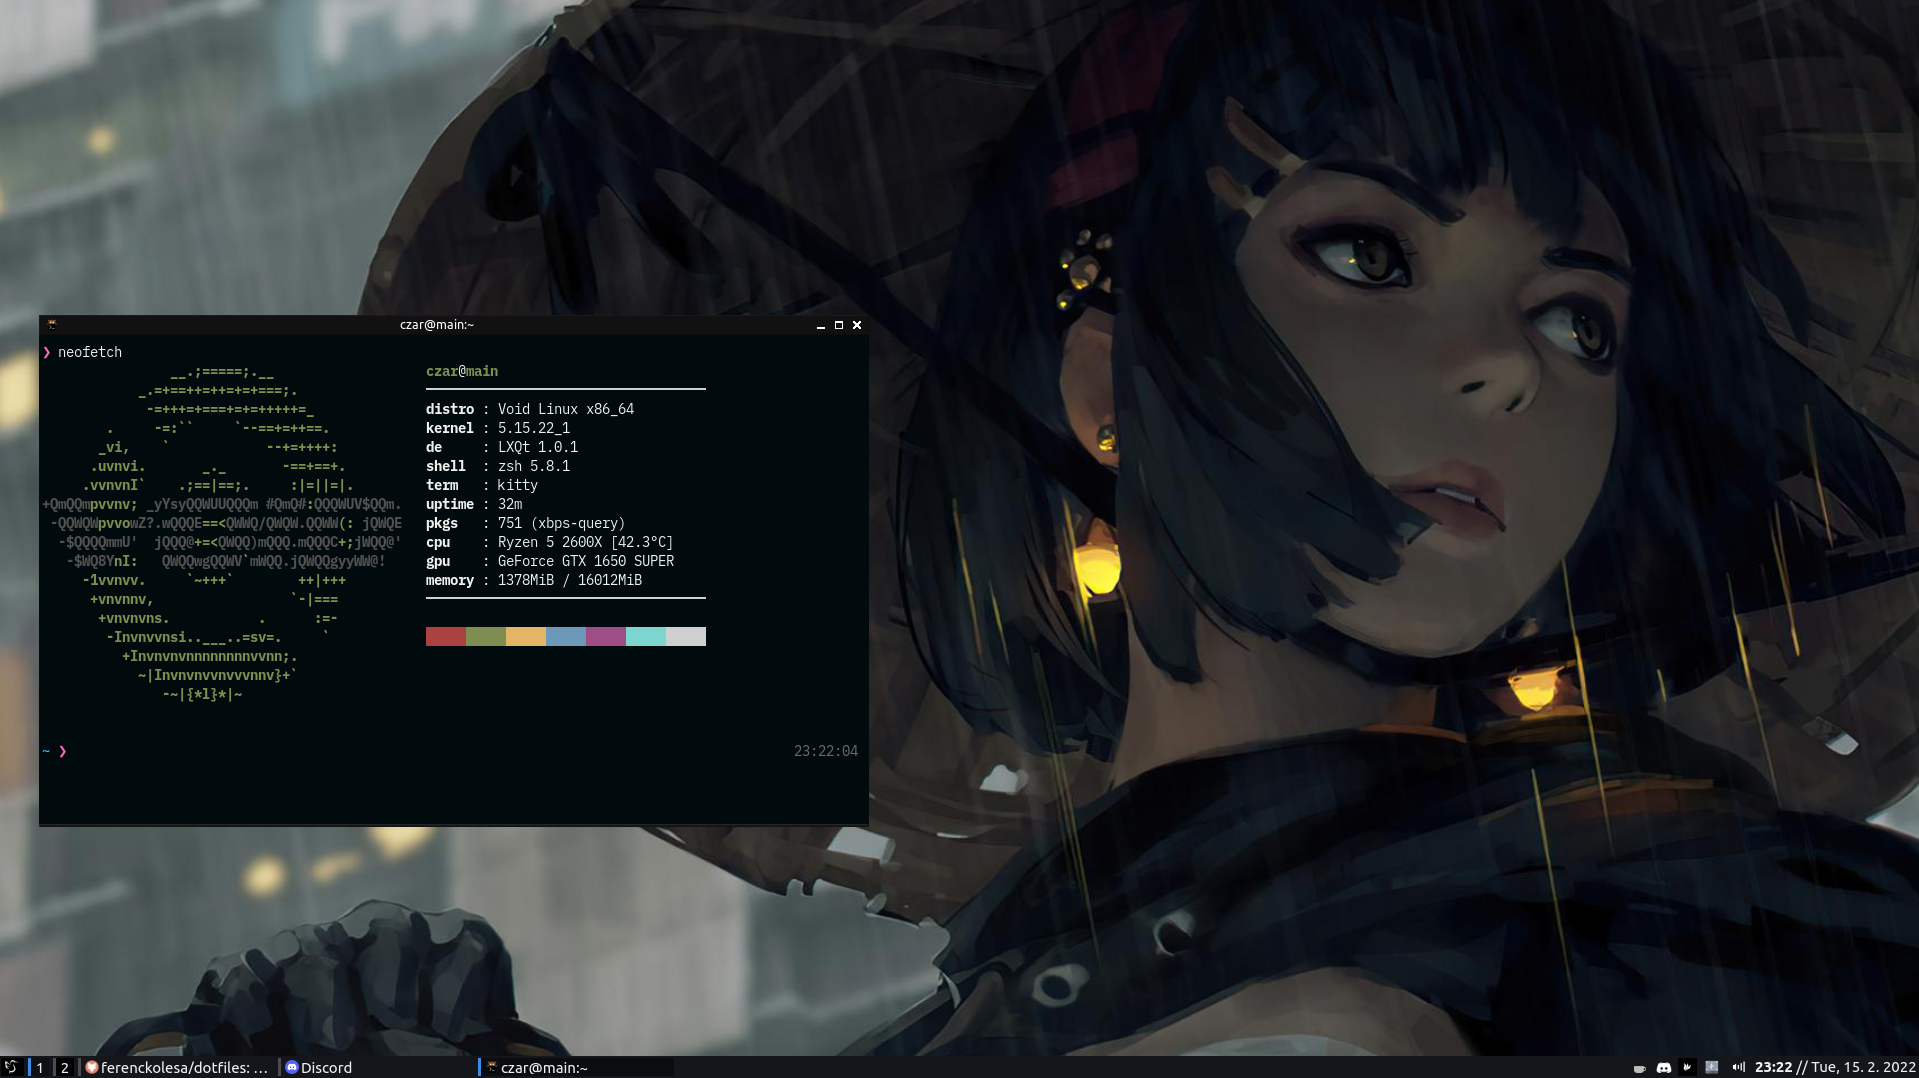 czar@main:~
❯ neofetch
__.;=====;.__
_.=+==++=++=+=+===;.
-=+++=+===+=+=+++++=_
.     -=:``     `--==+=++==.
_vi,    `            --+=++++:
.uvnvi.       _._       -==+==+.
.vvnvnI`    .;==|==;.     :|=||=|.
+QmQQmpvvnv; _yYsyQQWUUQQQm #QmQ#:QQQWUV$QQm.
-QQWQWpvvowZ?.wQQQE==<QWWQ/QWQW.QQWW(: jQWQE
-$QQQQmmU'  jQQQ@+=<QWQQ)mQQQ.mQQQC+;jWQQ@'
-$WQ8YnI:   QWQQwgQQWV`mWQQ.jQWQQgyyWW@!
-1vvnvv.     `~+++`        ++|+++
+vnvnnv,                 `-|===
+vnvnvns.           .      :=-
-Invnvvnsi..___..=sv=.     `
+Invnvnvnnnnnnnnvvnn;.
~|Invnvnvvnvvvnnv}+`
-~|{*l}*|~
czar@main
distro : Void Linux x86_64
kernel : 5.15.22_1
de     : LXQt 1.0.1
shell  : zsh 5.8.1
term   : kitty
uptime : 32m
pkgs   : 751 (xbps-query)
cpu    : Ryzen 5 2600X [42.3°C]
gpu    : GeForce GTX 1650 SUPER
memory : 1378MiB / 16012MiB
~ ❯ 23:22:04
1 2 ferenckolesa/dotfiles: ... Discord czar@main:~ 23:22 // Tue, 15. 2. 2022